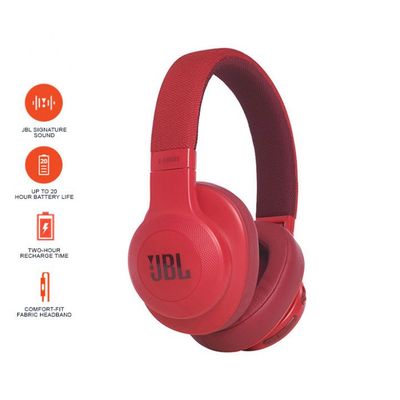 JBL SIGNATURE
SOUND
20
UP TO 20
HOUR BATTERY LIFE
TWO-HOUR
RECHARGE TIME
COMFORT-FIT
FABRIC HEADBAND
JBL